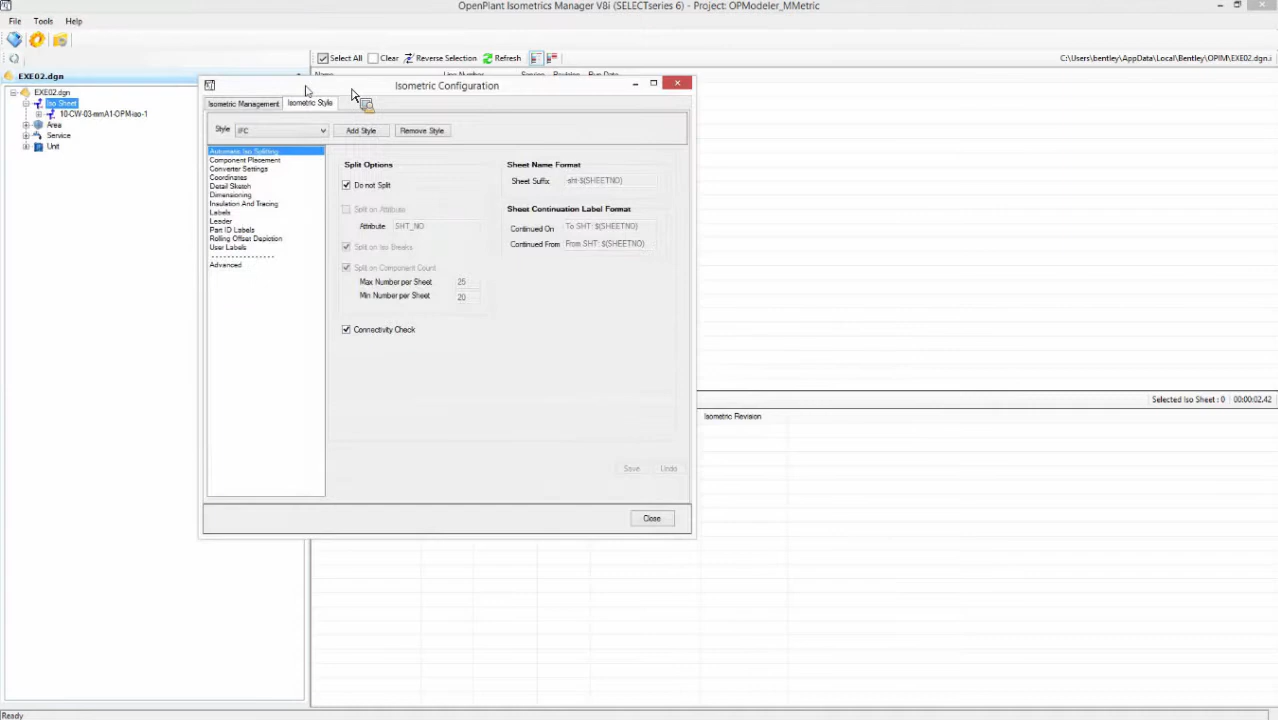 OpenPlant Isometrics Manager V8i (SELECTseries 6) - Project: OPModeler_MMetric
File Tools Help
Select All Clear Reverse Selection Refresh C:\Users\bentley\AppData\Local\Bentley\OPIM\EXE02.dgn.i
EXE02.dgn
EXE02.dgn
Iso Sheet
10-CW-03-mmA1-OPM-iso-1
Area
Service
Unit
Isometric Configuration
Isometric Management Isometric Style
Style IFC Add Style Remove Style
Automatic Iso Splitting
Component Placement
Converter Settings
Coordinates
Detail Sketch
Dimensioning
Insulation And Tracing
Labels
Leader
Part ID Labels
Rolling Offset Depiction
User Labels
- - - - - - - - - - - - - - - -
Advanced
Split Options
Do not Split
Split on Attribute
Attribute SHT_NO
Split on Iso Breaks
Split on Component Count
Max Number per Sheet 25
Min Number per Sheet 20
Connectivity Check
Sheet Name Format
Sheet Suffix -sht-$(SHEETNO)
Sheet Continuation Label Format
Continued On To SHT: $(SHEETNO)
Continued From From SHT: $(SHEETNO)
Save Undo
Close
Selected Iso Sheet : 0 00:00:02.42
Isometric Revision
Ready